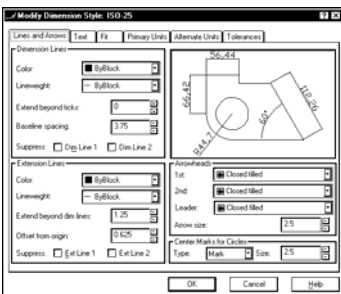 Modify Dimension Style: ISO-25
Lines and Arrows Text Fit Primary Units Alternate Units Tolerances
Dimension Lines
Color: ByBlock
Lineweight: ByBlock
Extend beyond ticks: 0
Baseline spacing: 3.75
Suppress: Dim Line 1 Dim Line 2
56,44
66,42
112,26
60°
R44,7
Extension Lines
Color: ByBlock
Lineweight: ByBlock
Extend beyond dim lines: 1.25
Offset from origin: 0.625
Suppress: Ext Line 1 Ext Line 2
Arrowheads
1st: Closed filled
2nd: Closed filled
Leader: Closed filled
Arrow size: 2.5
Center Marks for Circles
Type: Mark Size: 2.5
OK Cancel Help